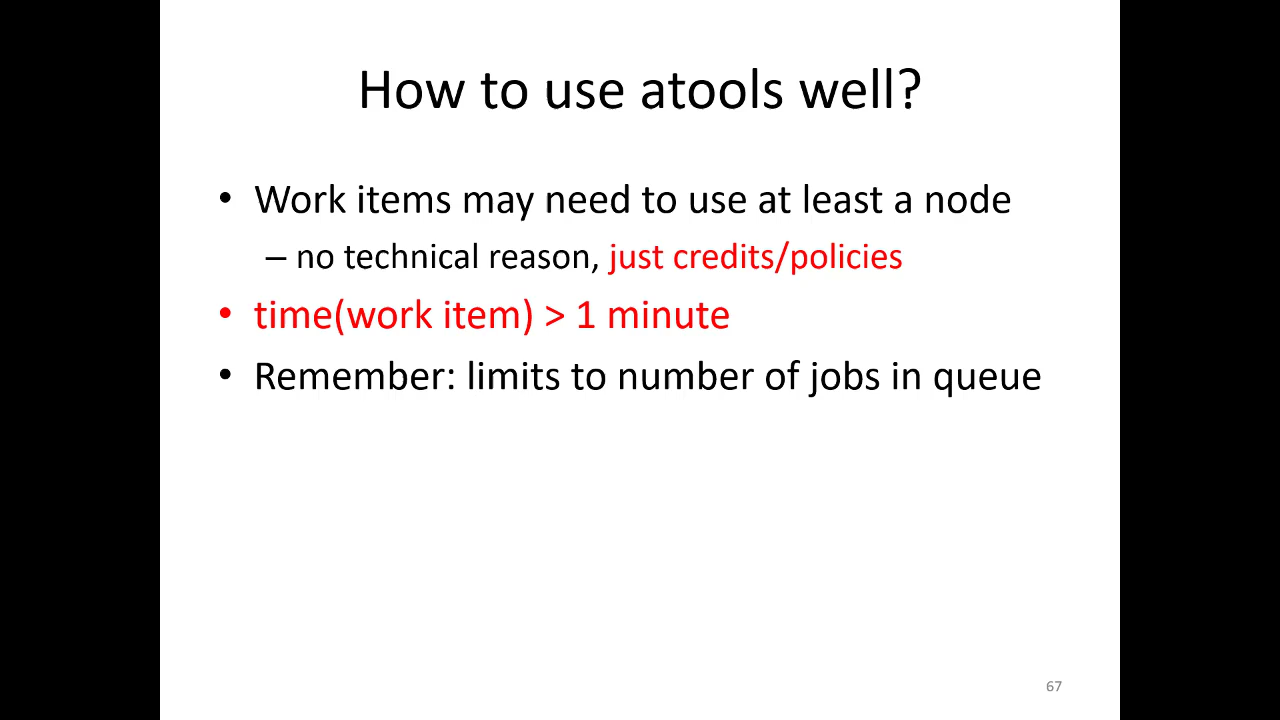 How to use atools well?
• Work items may need to use at least a node
– no technical reason, just credits/policies
• time(work item) > 1 minute
• Remember: limits to number of jobs in queue
67